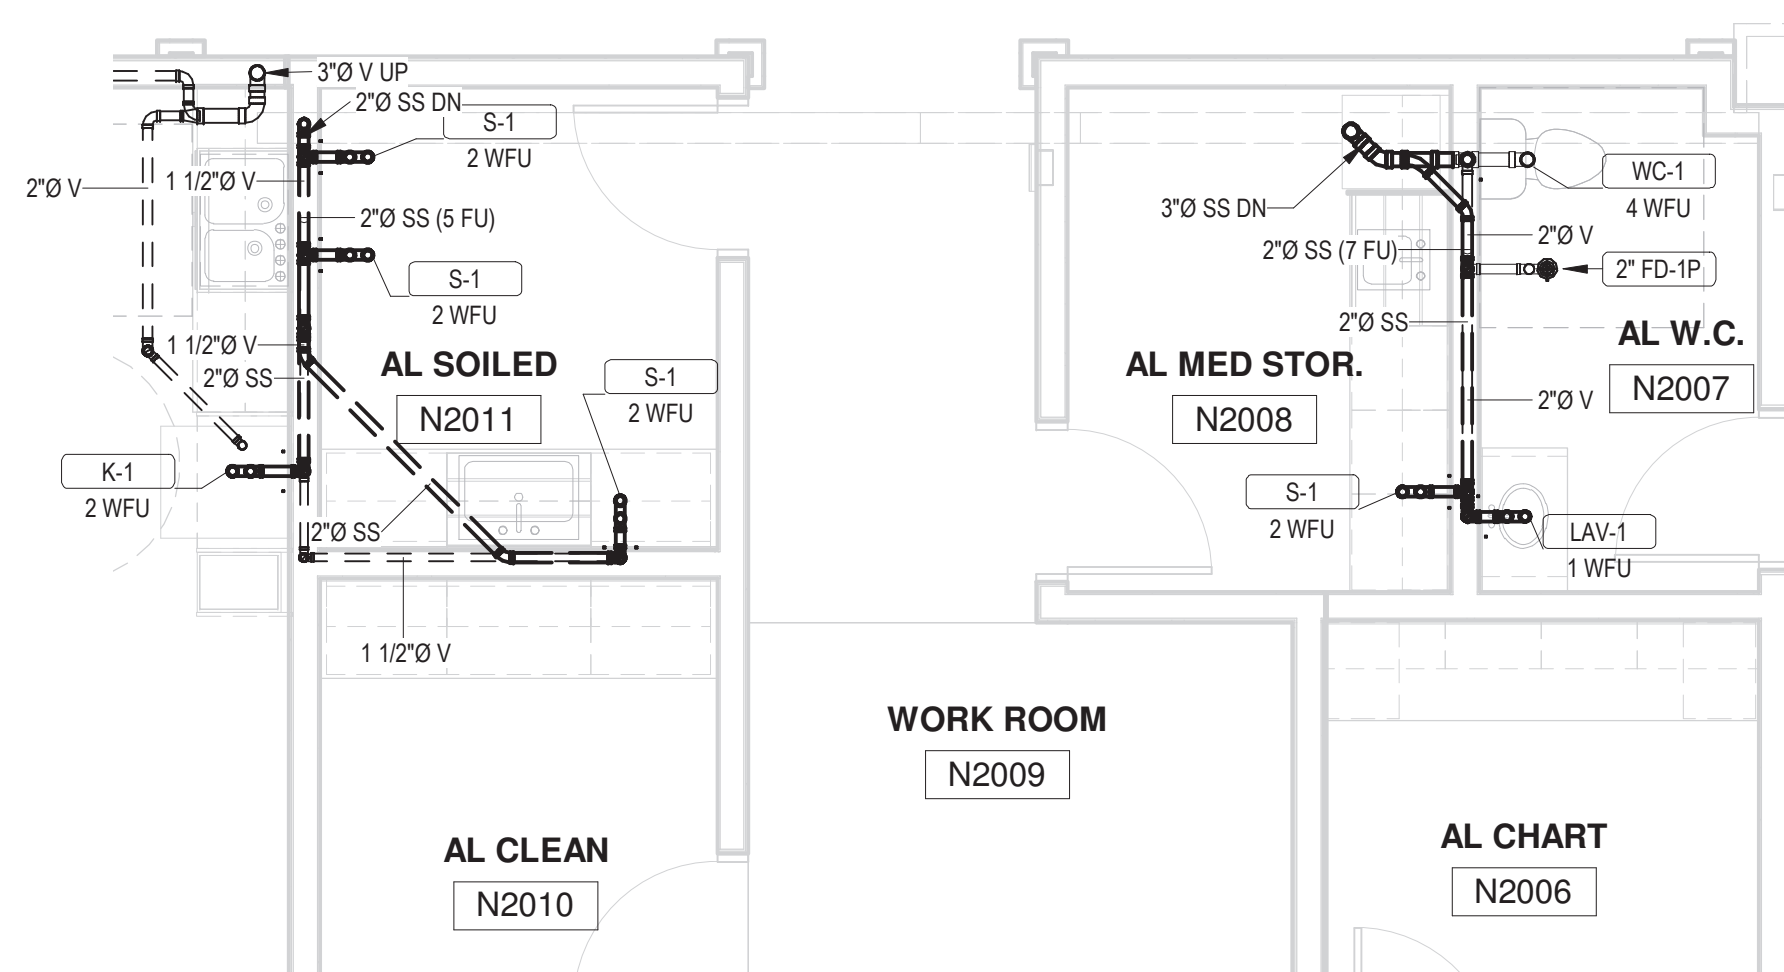 3"Ø V UP
2"Ø SS DN
S-1
2 WFU
2"Ø V
1 1/2"Ø V
2"Ø SS (5 FU)
S-1
2 WFU
1 1/2"Ø V
2"Ø SS
AL SOILED
N2011
S-1
2 WFU
K-1
2 WFU
2"Ø SS
1 1/2"Ø V
3"Ø SS DN
WC-1
4 WFU
2"Ø V
2"Ø SS (7 FU)
2" FD-1P
2"Ø SS
AL MED STOR.
N2008
AL W.C.
N2007
2"Ø V
S-1
2 WFU
LAV-1
1 WFU
WORK ROOM
N2009
AL CLEAN
N2010
AL CHART
N2006